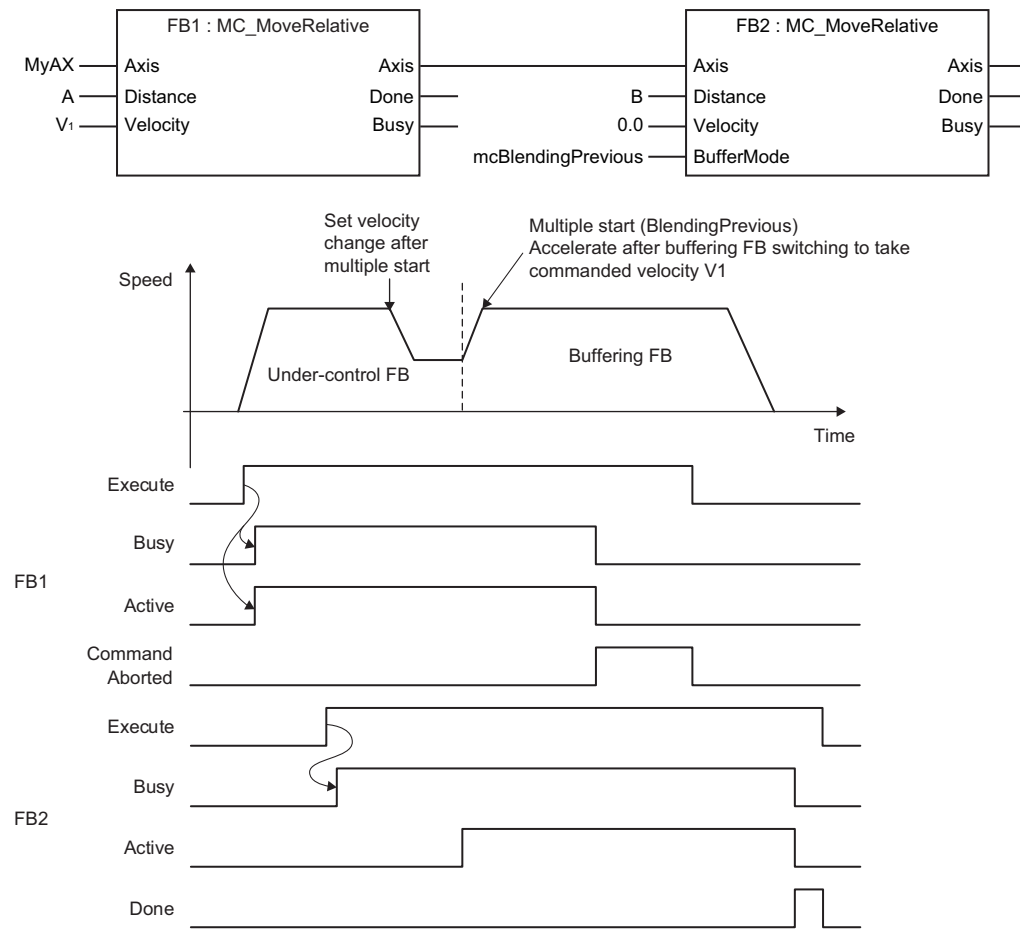 FB1 : MC_MoveRelative
MyAX
Axis
Axis
A
Distance
Done
V1
Velocity
Busy
FB2 : MC_MoveRelative
Axis
Axis
B
Distance
Done
0.0
Velocity
Busy
mcBlendingPrevious
BufferMode
Set velocity
change after
multiple start
Multiple start (BlendingPrevious)
Accelerate after buffering FB switching to take
commanded velocity V1
Speed
Under-control FB
Buffering FB
Time
FB1
Execute
Busy
Active
Command
Aborted
FB2
Execute
Busy
Active
Done